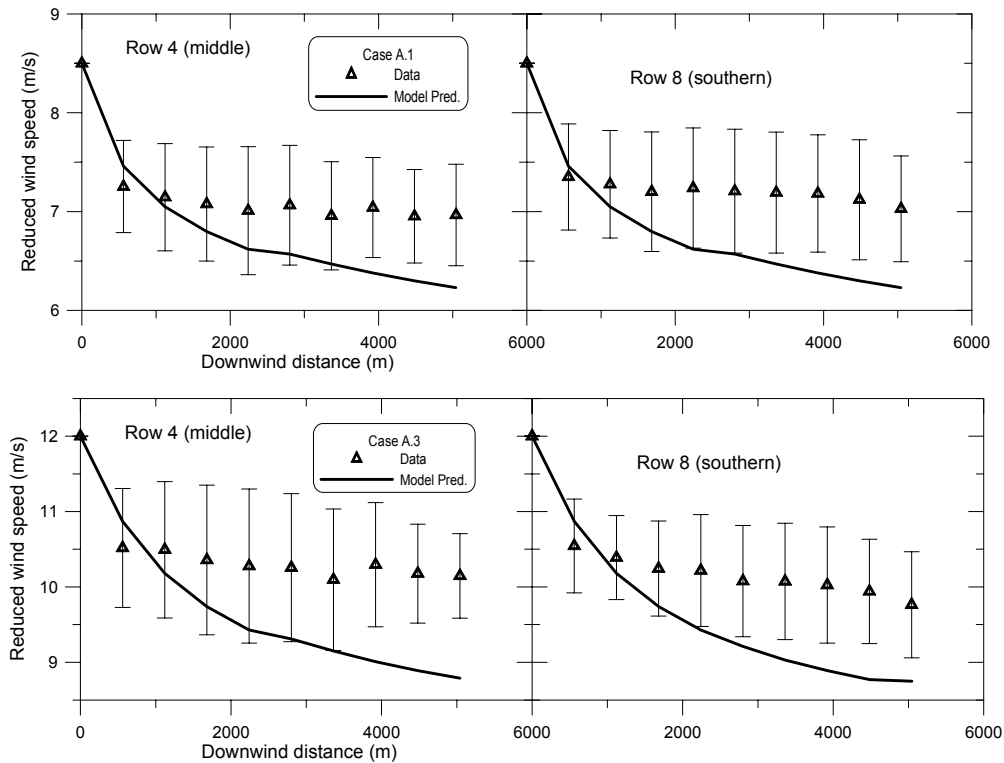 9
8
7
6
Reduced wind speed (m/s)
Row 4 (middle)
Case A.1
Data
Model Pred.
Row 8 (southern)
0 2000 4000 6000 2000 4000 6000
Downwind distance (m)
12
11
10
9
Reduced wind speed (m/s)
Row 4 (middle)
Case A.3
Data
Model Pred.
Row 8 (southern)
0 2000 4000 6000 2000 4000 6000
Downwind distance (m)